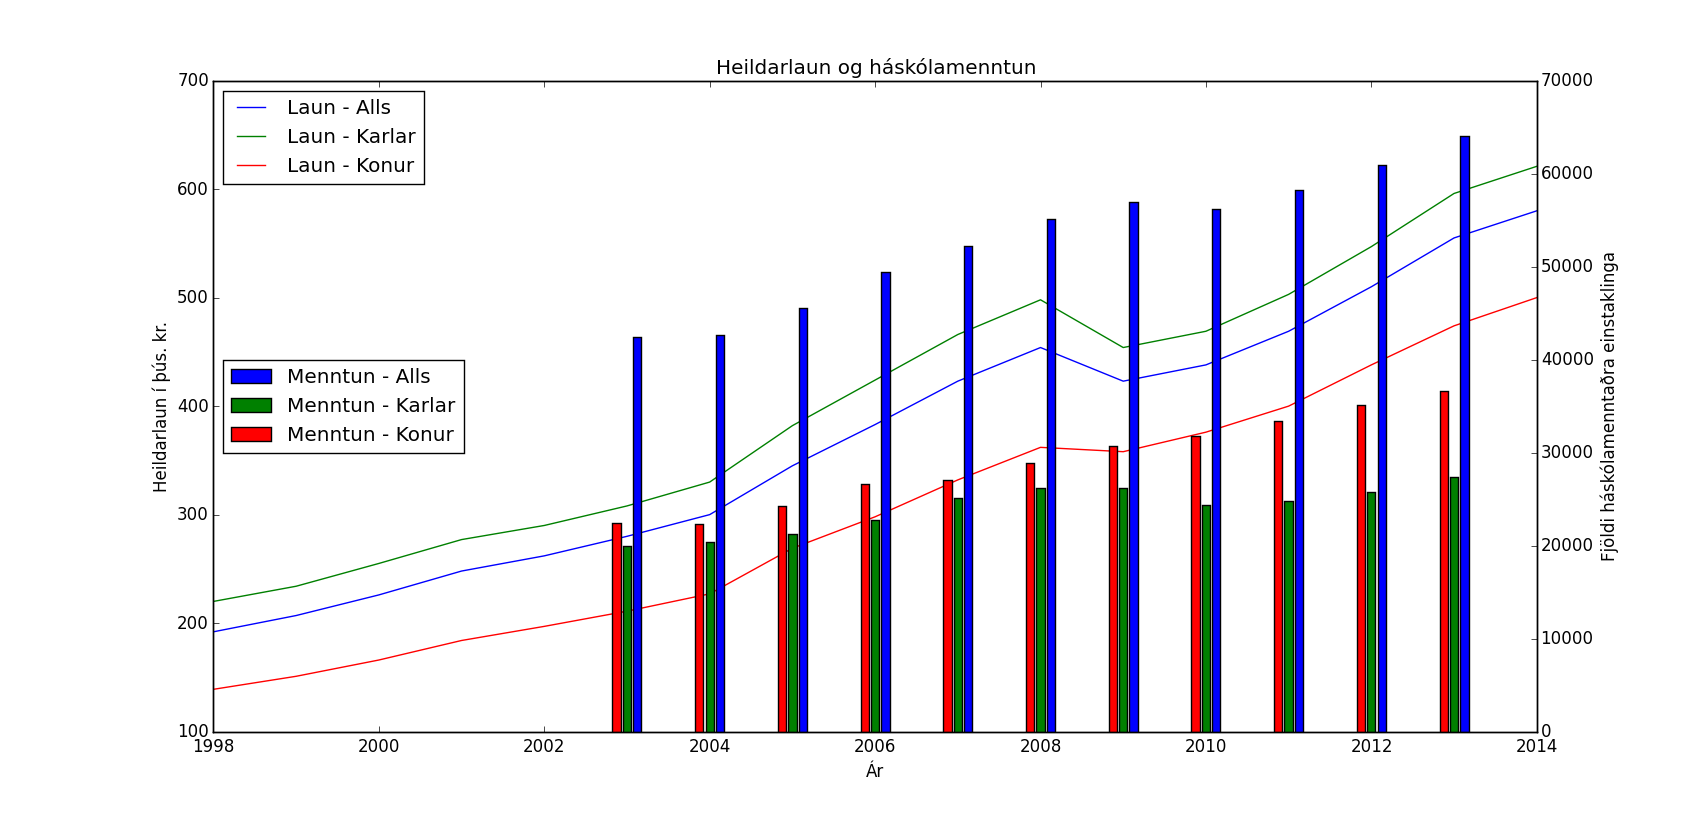 Heildarlaun og háskólamenntun
700
600
500
400
300
200
100
Heildarlaun í þús. kr.
Laun - Alls
Laun - Karlar
Laun - Konur
Menntun - Alls
Menntun - Karlar
Menntun - Konur
70000
60000
50000
40000
30000
20000
10000
0
Fjöldi háskólamenntaðra einstaklinga
1998 2000 2002 2004 2006 2008 2010 2012 2014
Ár